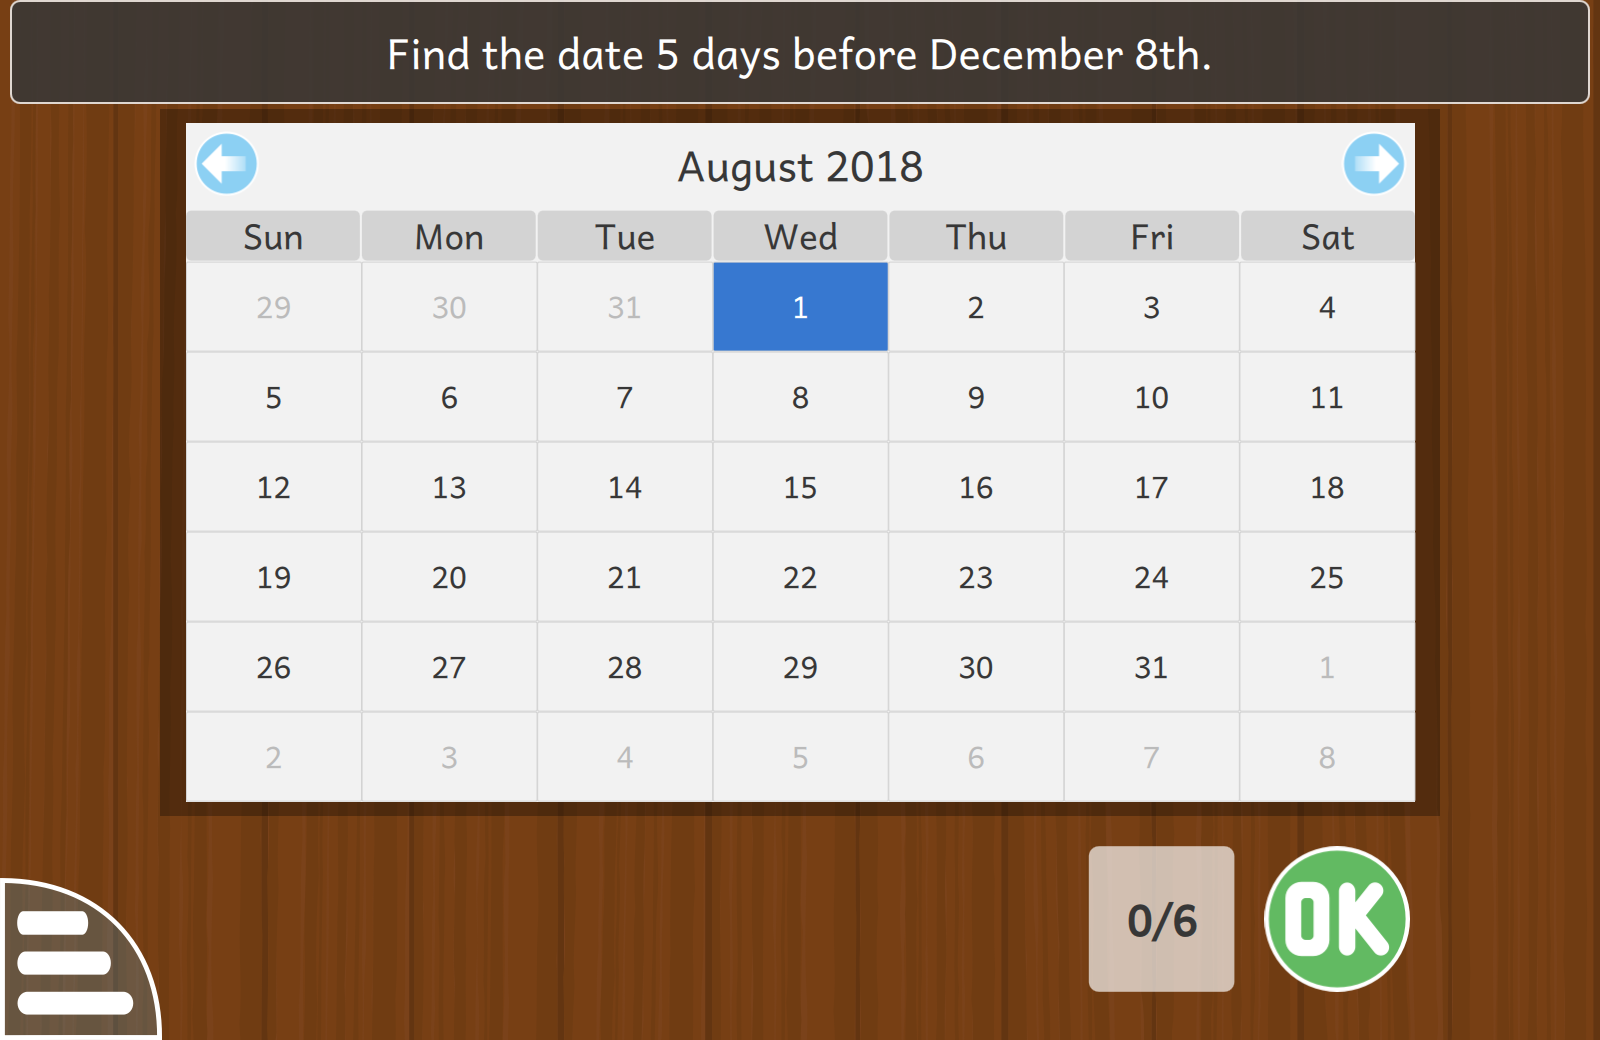 Find the date 5 days before December 8th.
August 2018
Sun Mon Tue Wed Thu Fri Sat
29 30 31 1 2 3 4
5 6 7 8 9 10 11
12 13 14 15 16 17 18
19 20 21 22 23 24 25
26 27 28 29 30 31 1
2 3 4 5 6 7 8
0/6 OK